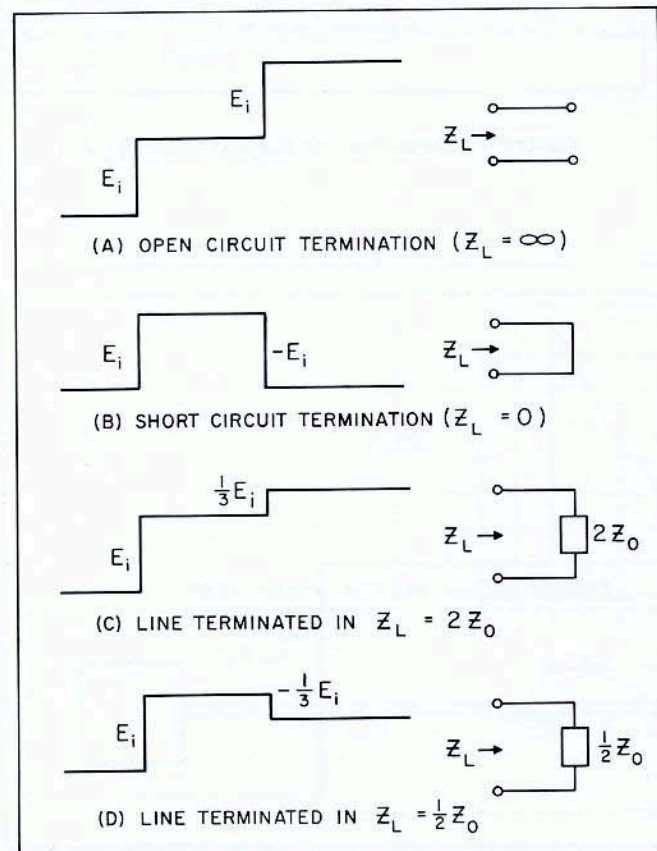 E_i
E_i
Z_L →
(A) OPEN CIRCUIT TERMINATION (Z_L = ∞)
E_i
-E_i
Z_L →
(B) SHORT CIRCUIT TERMINATION (Z_L = 0)
1/3 E_i
E_i
Z_L →
2Z_0
(C) LINE TERMINATED IN Z_L = 2Z_0
-1/3 E_i
E_i
Z_L →
1/2 Z_0
(D) LINE TERMINATED IN Z_L = 1/2 Z_0